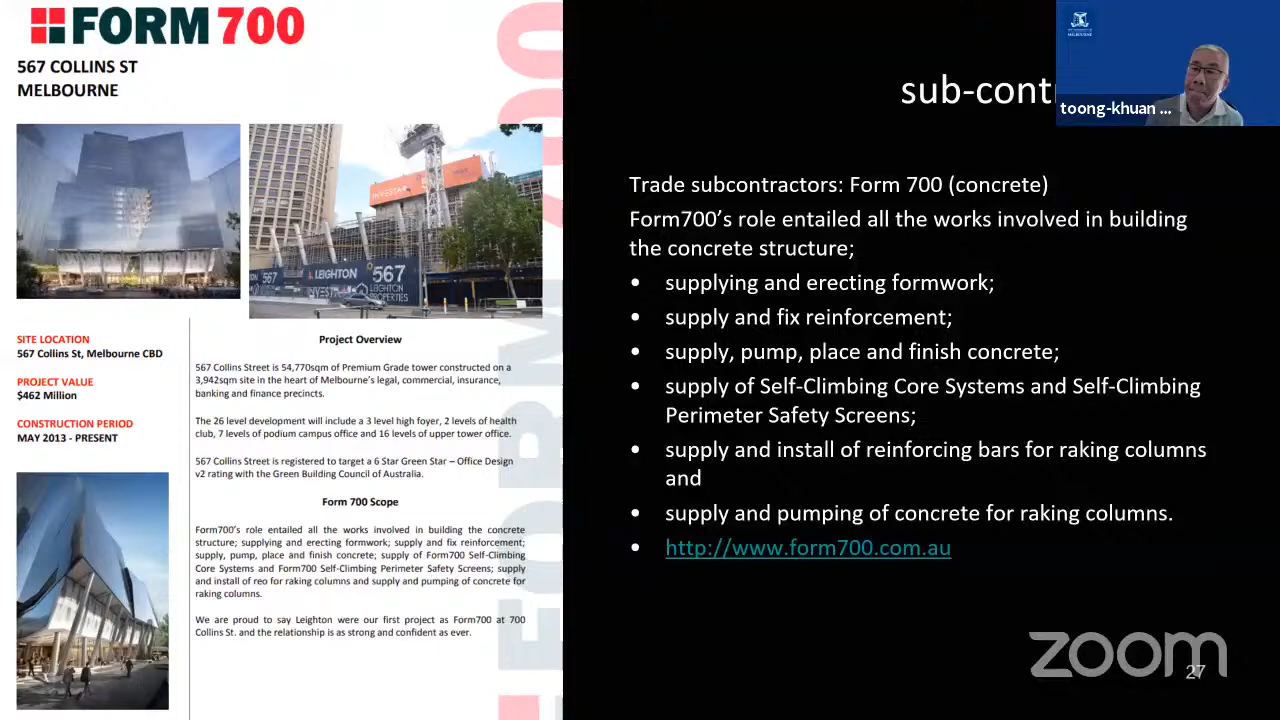 FORM 700
567 COLLINS ST
MELBOURNE
LEIGHTON
567
LEIGHTON
PROPERTIES
SITE LOCATION
567 Collins St, Melbourne CBD
PROJECT VALUE
$462 Million
CONSTRUCTION PERIOD
MAY 2013 - PRESENT
Project Overview
567 Collins Street is 54,770sqm of Premium Grade tower constructed on a
3,942sqm site in the heart of Melbourne's legal, commercial, insurance,
banking and finance precincts.
The 26 level development will include a 3 level high foyer, 2 levels of health
club, 7 levels of podium campus office and 16 levels of upper tower office.
567 Collins Street is registered to target a 6 Star Green Star – Office Design
v2 rating with the Green Building Council of Australia.
Form 700 Scope
Form700's role entailed all the works involved in building the concrete
structure; supplying and erecting formwork; supply and fix reinforcement;
supply, pump, place and finish concrete; supply of Form700 Self-Climbing
Core Systems and Form700 Self-Climbing Perimeter Safety Screens; supply
and install of reo for raking columns and supply and pumping of concrete for
raking columns.
We are proud to say Leighton were our first project as Form700 at 700
Collins St. and the relationship is as strong and confident as ever.
sub-cont
toong-khuan ...
MELBOURNE
Trade subcontractors: Form 700 (concrete)
Form700's role entailed all the works involved in building
the concrete structure;
• supplying and erecting formwork;
• supply and fix reinforcement;
• supply, pump, place and finish concrete;
• supply of Self-Climbing Core Systems and Self-Climbing
Perimeter Safety Screens;
• supply and install of reinforcing bars for raking columns
and
• supply and pumping of concrete for raking columns.
• http://www.form700.com.au
zoom
27